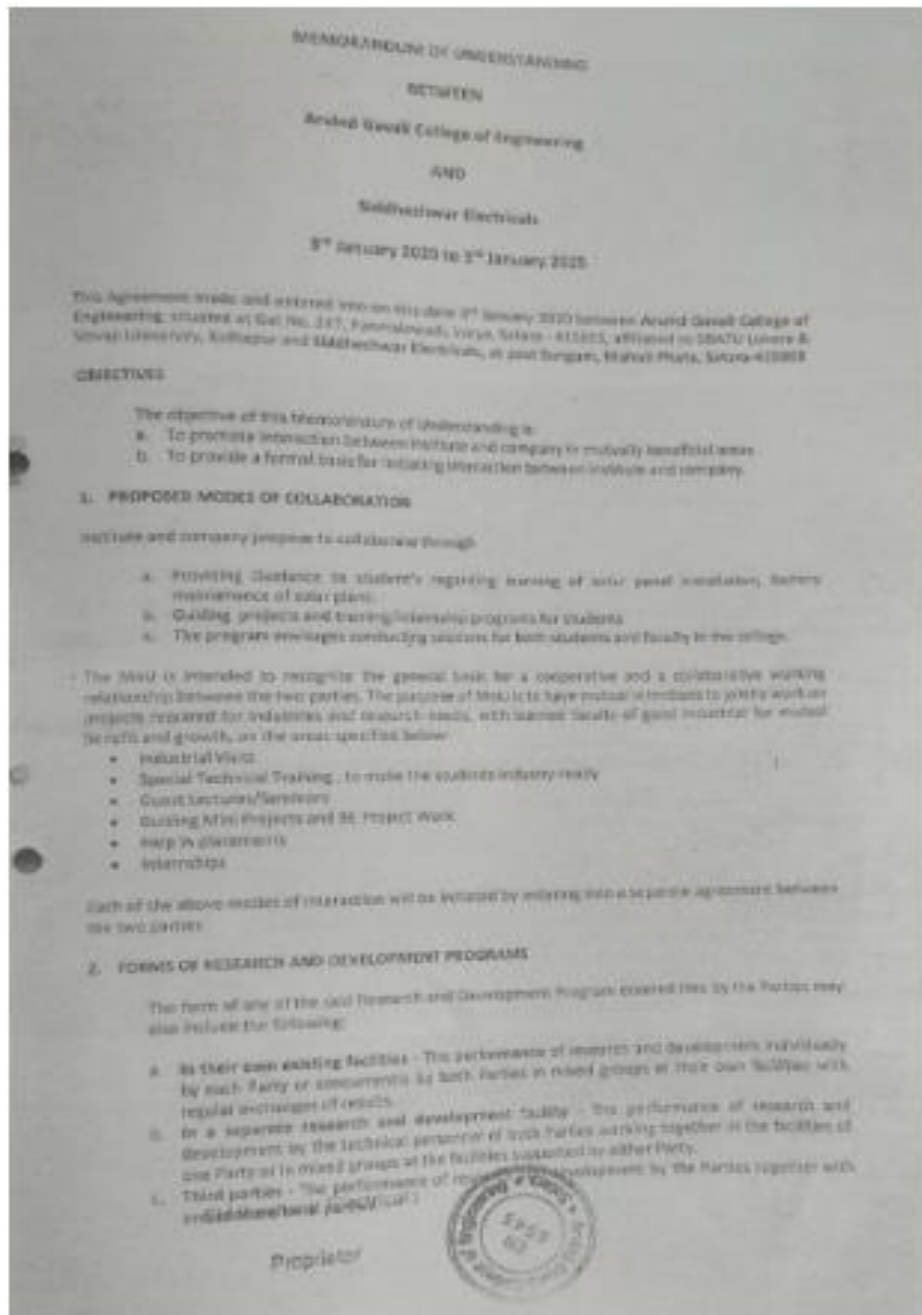 MEMORANDUM OF UNDERSTANDING
BETWEEN
Arvind Gavali College of Engineering
AND
Siddheshwar Electricals
3rd January 2020 to 3rd January 2025
This Agreement made and entered into on this date 3rd January 2020 between Arvind Gavali College of
Engineering, situated at Gat No. 247, Panmalewadi, Varye, Satara - 415015, affiliated to DBATU Lonere &
Shivaji University, Kolhapur and Siddheshwar Electricals, at post Sangam, Mahuli Satara
OBJECTIVES
The objective of this Memorandum of Understanding is:
a. To promote interaction between institute and company in mutually beneficial areas
b. To provide a formal basis for initiating interaction between institute and company.
1. PROPOSED MODES OF COLLABORATION
Institute and company propose to collaborate through
a. Providing Guidance to student's regarding learning of solar panel installation, battery
maintenance of solar plant.
b. Guiding projects and training/internship programs for students
c. The program envisages conducting sessions for both students and faculty in the college.
The MoU is intended to recognize the general basis for a cooperative and a collaborative working
relationship between the two parties. The purpose of MoU is to have mutual intentions to jointly work on
projects required for industries and research needs, with learned faculty of good industrial for mutual
benefit and growth, on the areas specified below
• Industrial Visits
• Special Technical Training , to make the students industry ready
• Guest Lectures/Seminars
• Guiding Mini Projects and BE Project Work
• Help in placements
• Internships
Each of the above modes of interaction will be initiated by entering into a separate agreement between
the two parties
2. FORMS OF RESEARCH AND DEVELOPMENT PROGRAMS
The form of any of the said Research and Development Program entered into by the Parties may
also include the following:
a. In their own existing facilities - The performance of research and development individually
by each Party or concurrently by both Parties in mixed groups at their own facilities with
regular exchanges of results.
b. In a separate research and development facility - The performance of research and
development by the technical personnel of both Parties working together in the facilities of
one Party or in mixed groups at the facilities supported by either Party.
c. Third parties - The performance of development by the Parties together with
Proprietor